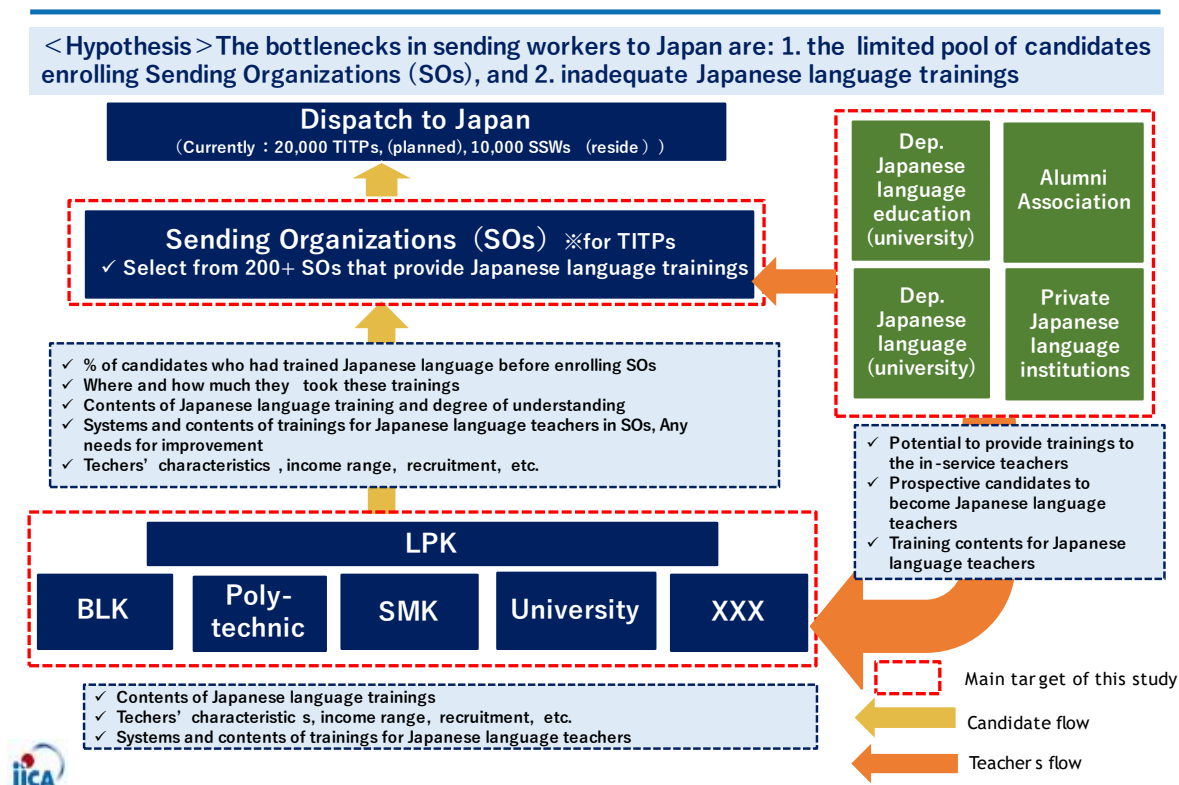 <Hypothesis>The bottlenecks in sending workers to Japan are: 1. the limited pool of candidates
enrolling Sending Organizations (SOs), and 2. inadequate Japanese language trainings
Dispatch to Japan
(Currently:20,000 TITPs, (planned), 10,000 SSWs (reside))
Sending Organizations (SOs) ※for TITPs
✓ Select from 200+ SOs that provide Japanese language trainings
Dep.
Japanese
language
education
(university)
Alumni
Association
Dep.
Japanese
language
(university)
Private
Japanese
language
institutions
✓ % of candidates who had trained Japanese language before enrolling SOs
✓ Where and how much they took these trainings
✓ Contents of Japanese language training and degree of understanding
✓ Systems and contents of trainings for Japanese language teachers in SOs, Any
needs for improvement
✓ Techers' characteristics , income range, recruitment, etc.
✓ Potential to provide trainings to
the in-service teachers
✓ Prospective candidates to
become Japanese language
teachers
✓ Training contents for Japanese
language teachers
LPK
BLK
Poly-
technic
SMK
University
XXX
✓ Contents of Japanese language trainings
✓ Techers' characteristic s, income range, recruitment, etc.
✓ Systems and contents of trainings for Japanese language teachers
Main target of this study
Candidate flow
Teachers flow
JICA